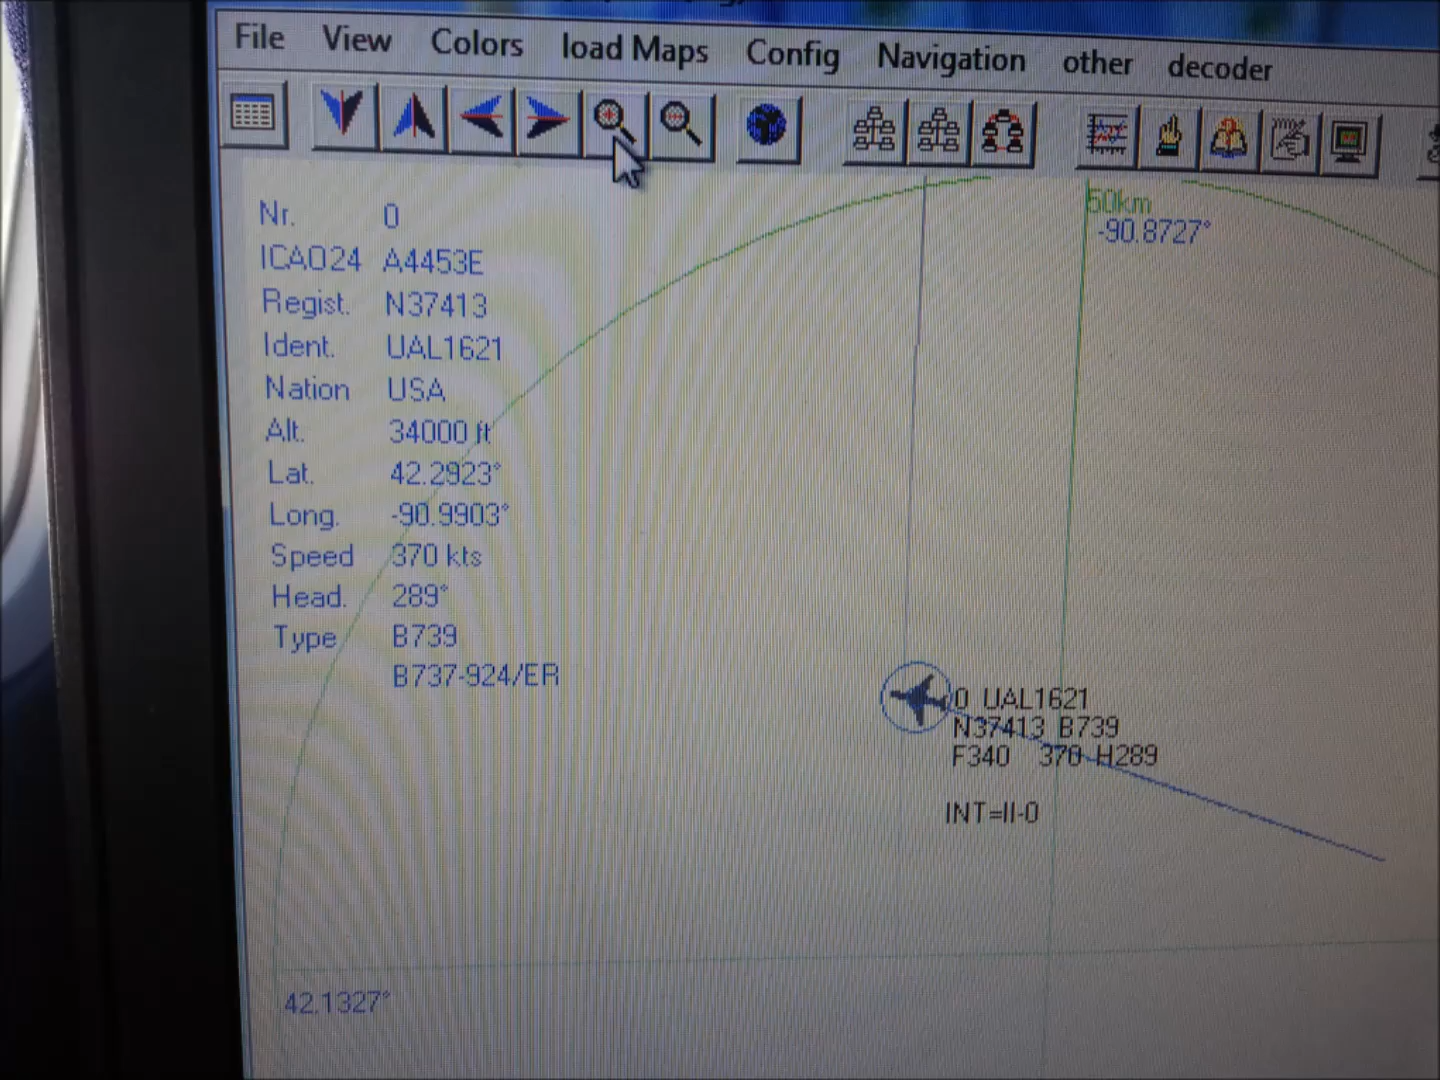 File View Colors load Maps Config Navigation other decoder
50km
-90.8727°
Nr. 0
ICAO24 A4453E
Regist. N37413
Ident. UAL1621
Nation USA
Alt. 34000 ft
Lat. 42.2923°
Long. -90.9903°
Speed 370 kts
Head. 289°
Type B739
B737-924/ER
0 UAL1621
N37413 B739
F340 370 H289
INT=II-0
42.1327°